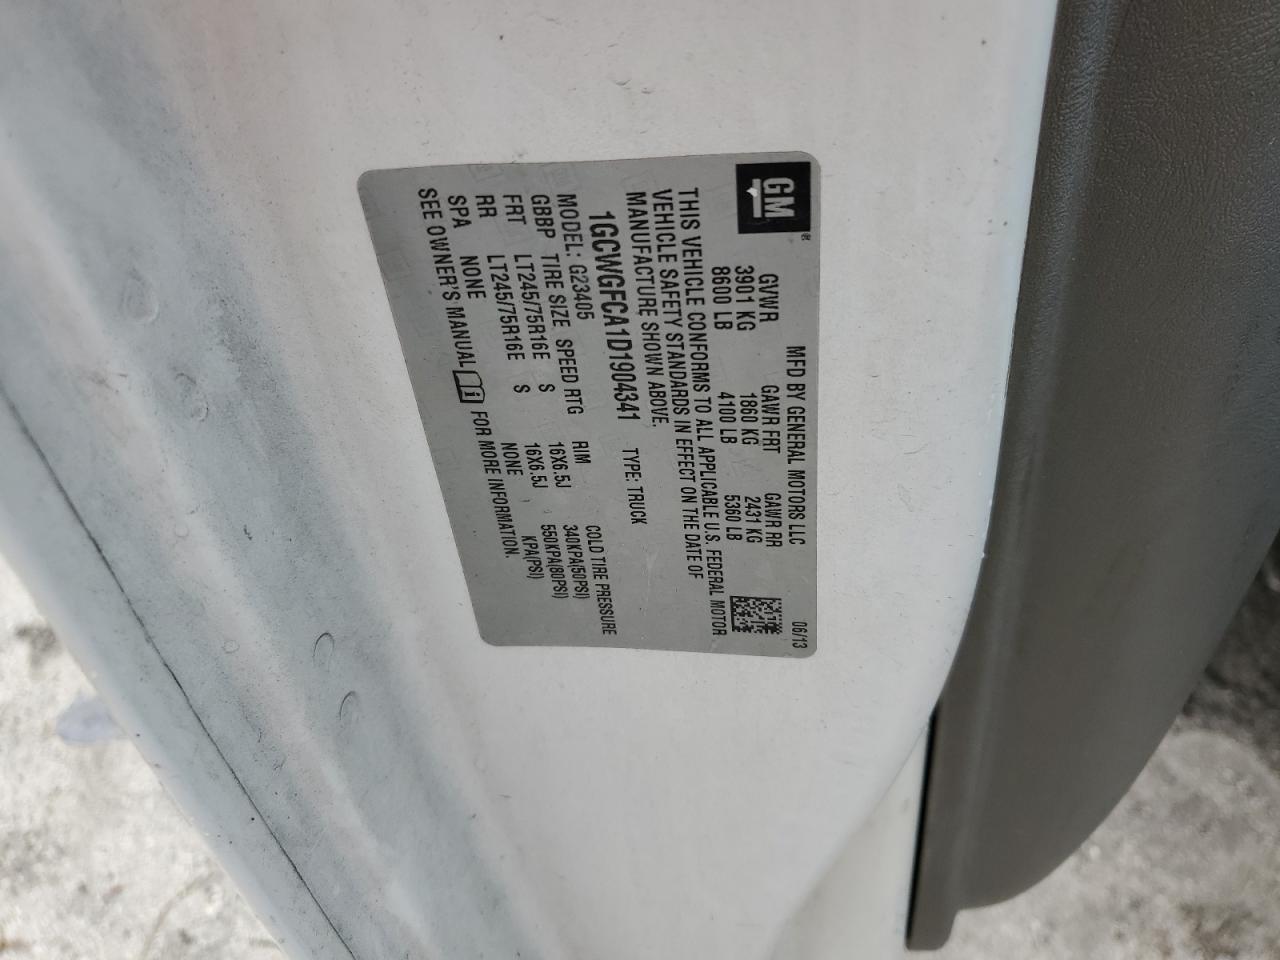 GM®
MFD BY GENERAL MOTORS LLC 06/13
GVWR GAWR FRT GAWR RR
3901 KG 1860 KG 2431 KG
8600 LB 4100 LB 5360 LB
THIS VEHICLE CONFORMS TO ALL APPLICABLE U.S. FEDERAL MOTOR
VEHICLE SAFETY STANDARDS IN EFFECT ON THE DATE OF
MANUFACTURE SHOWN ABOVE.
1GCWGFCA1D1904341 TYPE: TRUCK
MODEL: G23405
GBBP TIRE SIZE SPEED RTG RIM COLD TIRE PRESSURE
FRT LT245/75R16E S 16X6.5J 340KPA(50PSI)
RR LT245/75R16E S 16X6.5J 550KPA(80PSI)
SPA NONE NONE KPA(PSI)
SEE OWNER'S MANUAL FOR MORE INFORMATION.